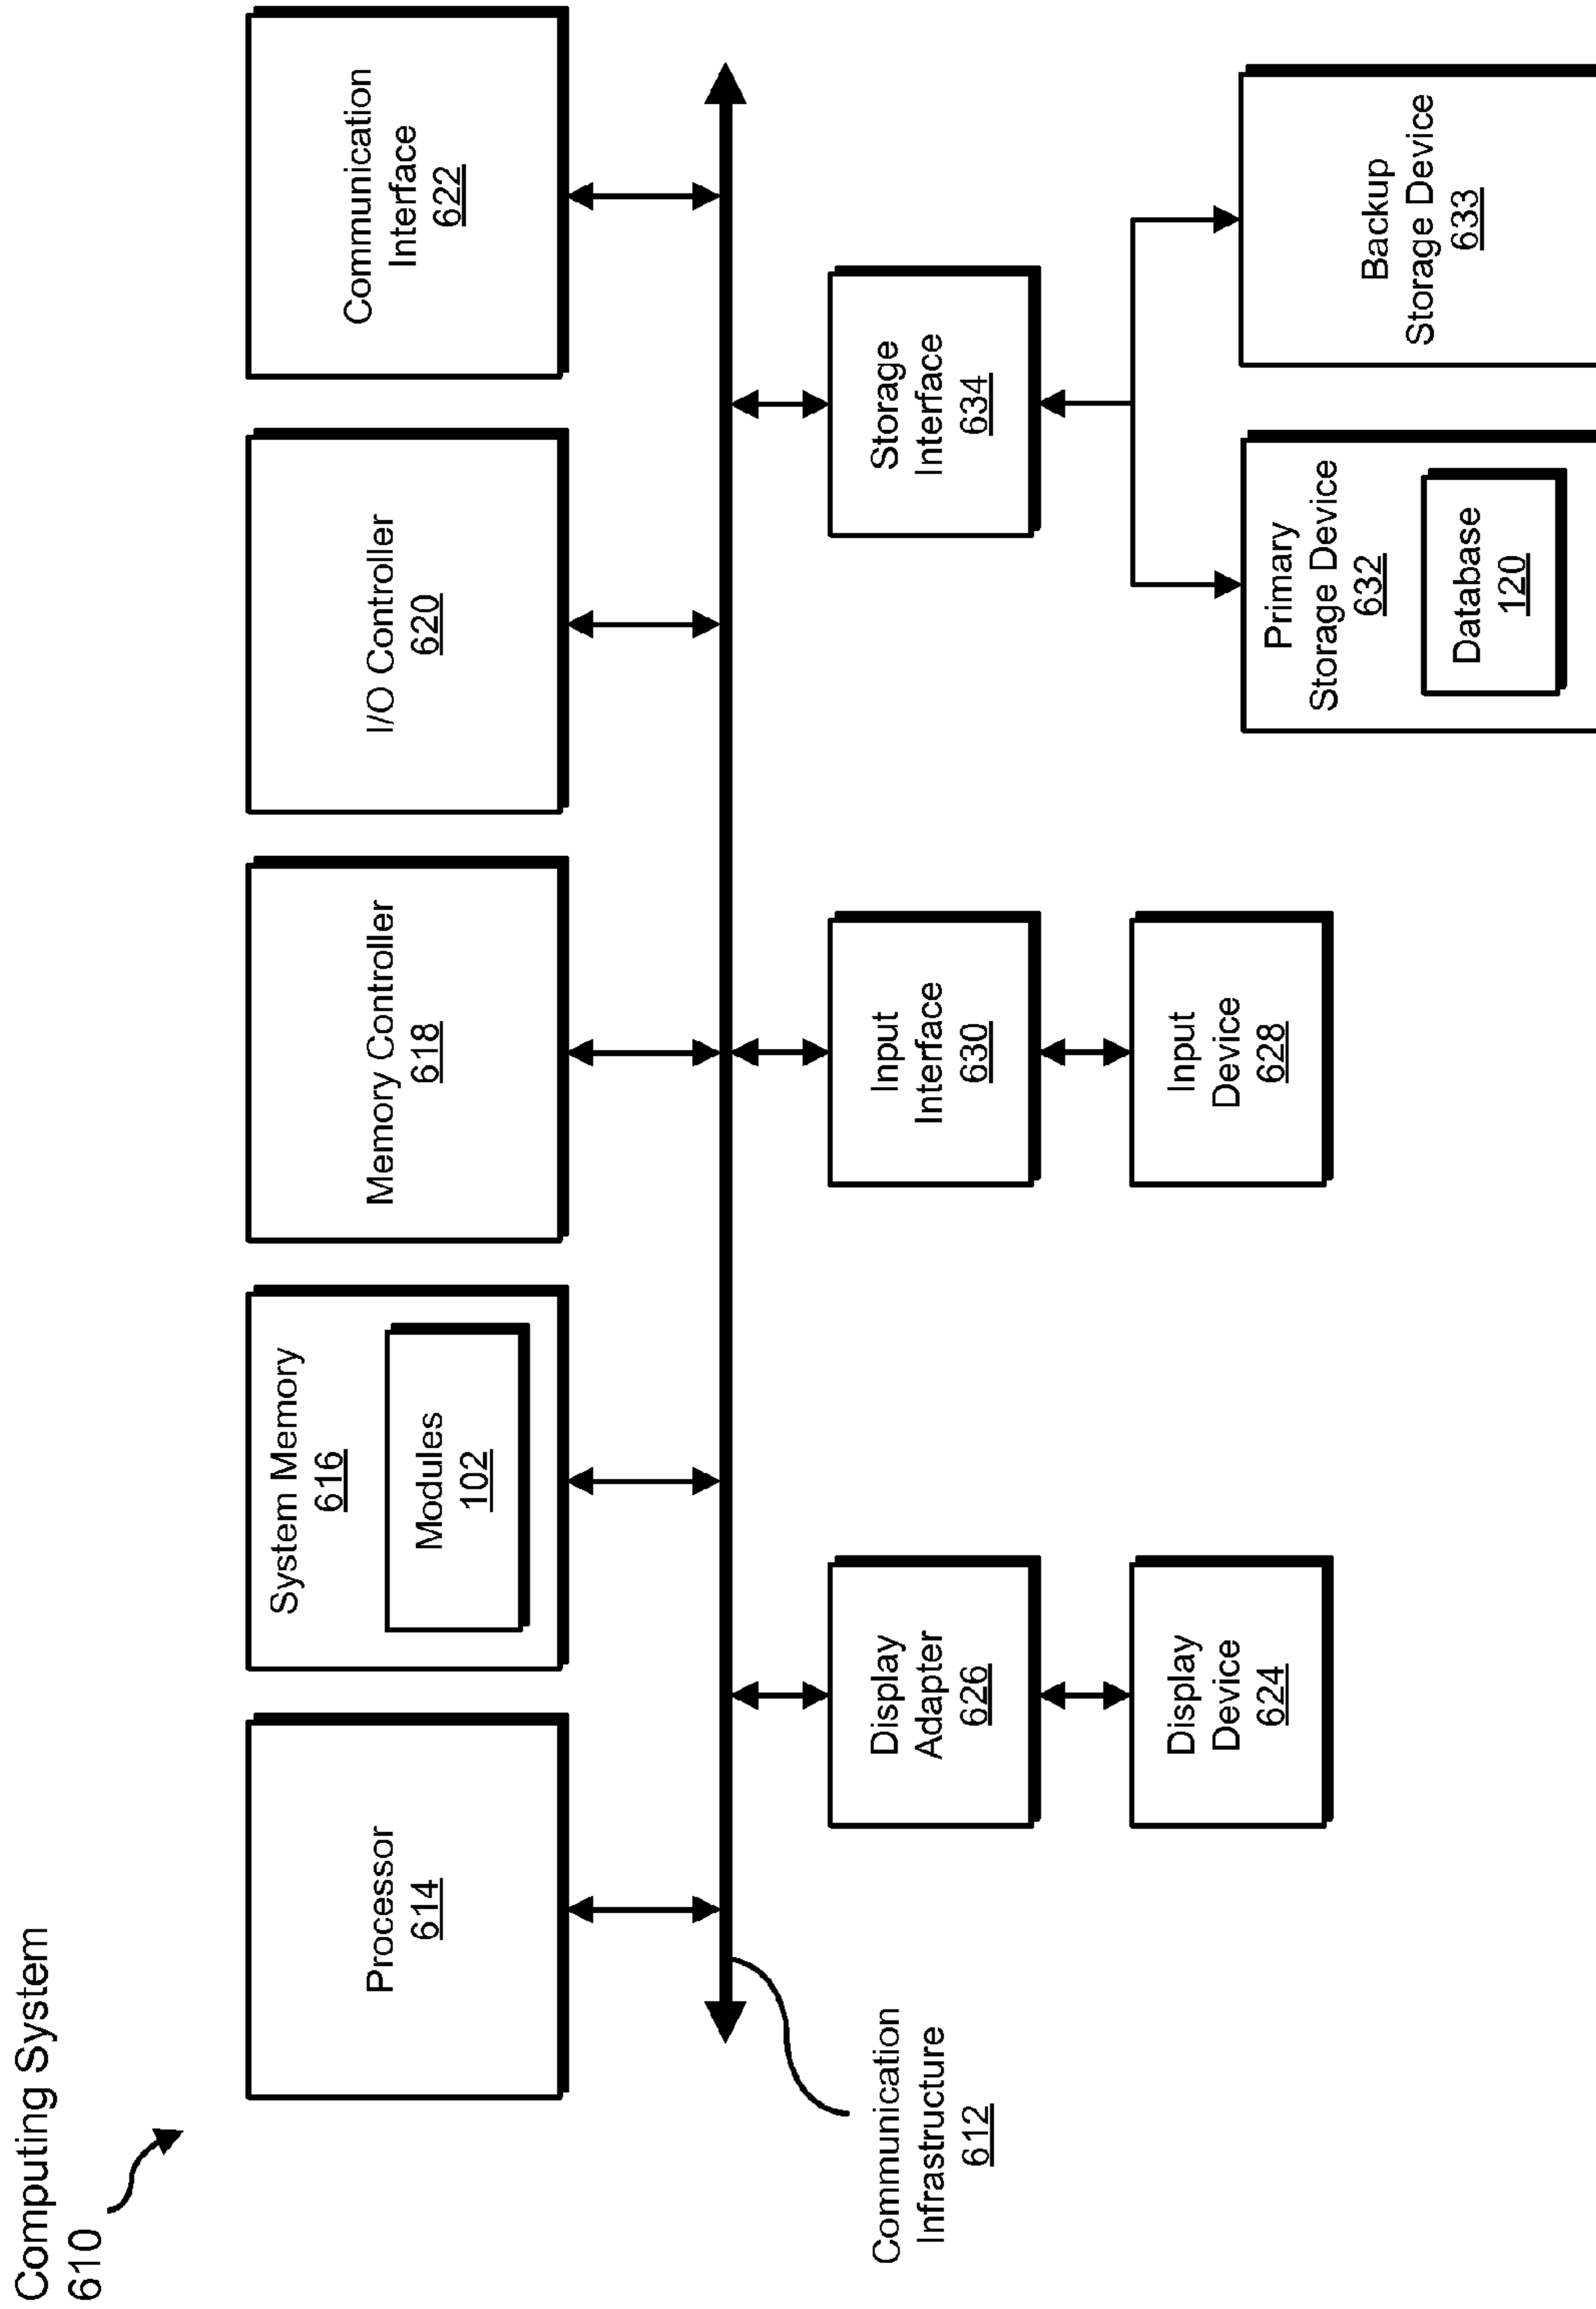 Computing System
610
Processor
614
System Memory
616
Modules
102
Memory Controller
618
I/O Controller
620
Communication
Interface
622
Communication
Infrastructure
612
Display
Adapter
626
Input
Interface
630
Storage
Interface
634
Display
Device
624
Input
Device
628
Primary
Storage Device
632
Database
120
Backup
Storage Device
633